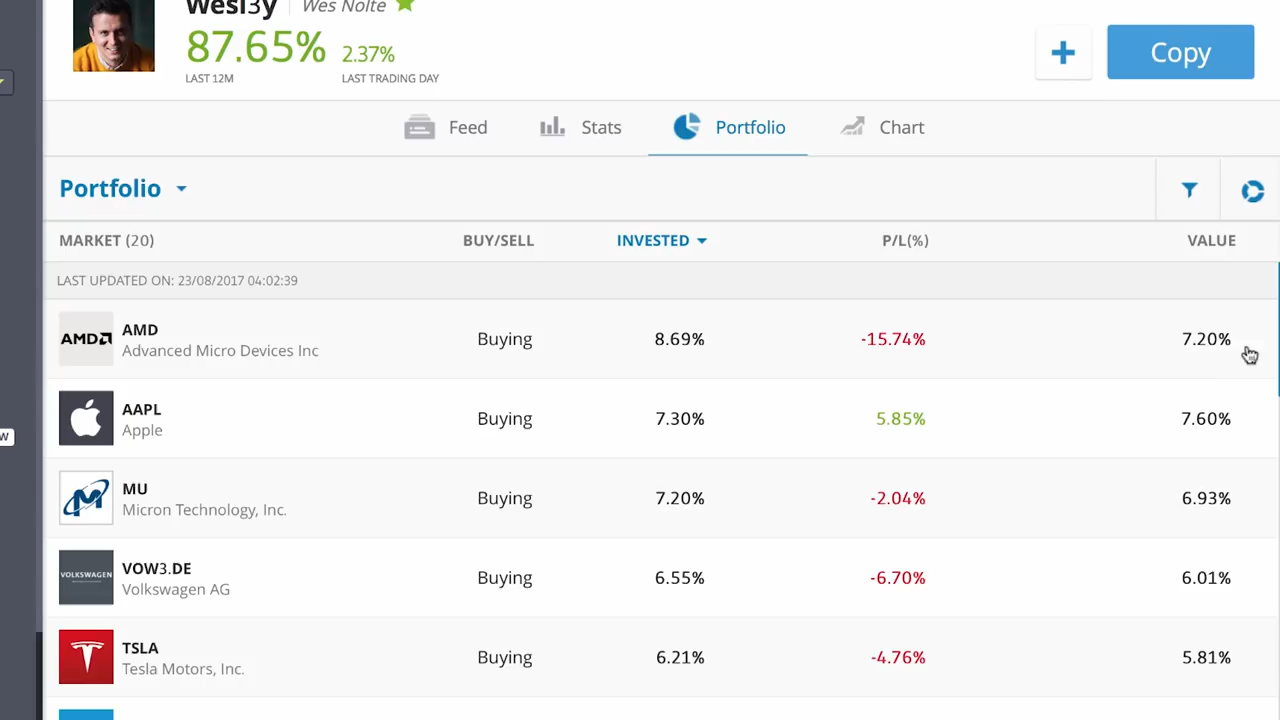 Wesl3y Wes Nolte
87.65% 2.37%
LAST 12M LAST TRADING DAY
Copy
Feed Stats Portfolio Chart
Portfolio
MARKET (20) BUY/SELL INVESTED P/L(%) VALUE
LAST UPDATED ON: 23/08/2017 04:02:39
AMD AMD Buying 8.69% -15.74% 7.20%
Advanced Micro Devices Inc
AAPL Buying 7.30% 5.85% 7.60%
Apple
MU Buying 7.20% -2.04% 6.93%
Micron Technology, Inc.
VOLKSWAGEN VOW3.DE Buying 6.55% -6.70% 6.01%
Volkswagen AG
TSLA Buying 6.21% -4.76% 5.81%
Tesla Motors, Inc.